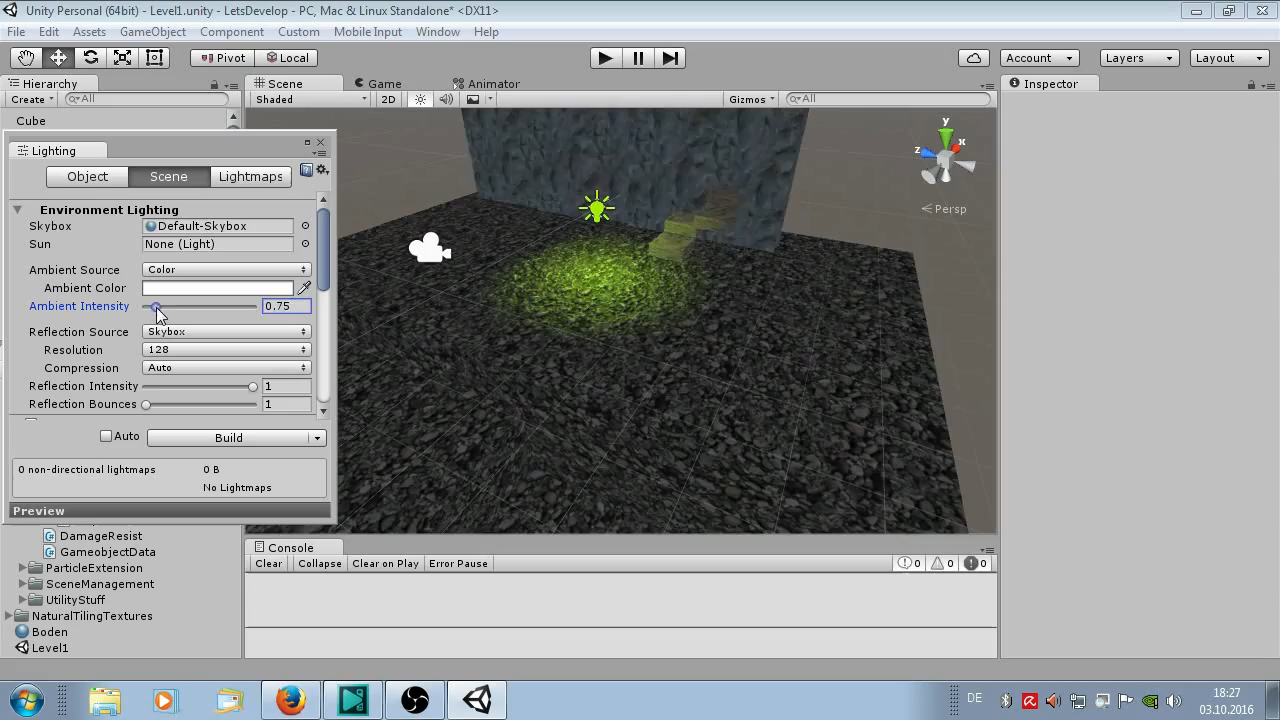 Unity Personal (64bit) - Level1.unity - LetsDevelop - PC, Mac & Linux Standalone* <DX11>
File Edit Assets GameObject Component Custom Mobile Input Window Help
Pivot Local Account Layers Layout
Hierarchy Scene Game Animator Inspector
Create All Shaded 2D Gizmos All
Cube
y
x
z
Persp
Lighting
Object Scene Lightmaps
Environment Lighting
Skybox Default-Skybox
Sun None (Light)
Ambient Source Color
Ambient Color
Ambient Intensity 0.75
Reflection Source Skybox
Resolution 128
Compression Auto
Reflection Intensity 1
Reflection Bounces 1
Auto Build
0 non-directional lightmaps 0 B
No Lightmaps
Preview
DamageResist
GameobjectData
ParticleExtension
SceneManagement
UtilityStuff
NaturalTilingTextures
Boden
Level1
Console
Clear Collapse Clear on Play Error Pause 0 0 0
DE
18:27
03.10.2016